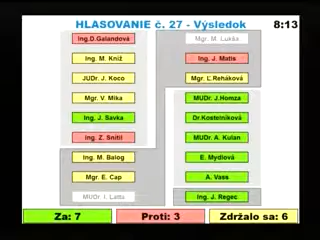 HLASOVANIE č. 27 - Výsledok 8:13
Ing.D.Galandová
Mgr. M. Lukka
Ing. M. Kníž
Ing. J. Matis
JUDr. J. Koco
Mgr. Ľ.Reháková
Mgr. V. Mika
MUDr. J.Homza
Ing. J. Savka
Dr.Kostelníková
Ing. Z. Snitil
MUDr. A. Kulan
Ing. M. Balog
E. Mydlová
Mgr. E. Cap
A. Vass
MUDr. I. Latta
Ing. J. Regec
Za: 7
Proti: 3
Zdržalo sa: 6